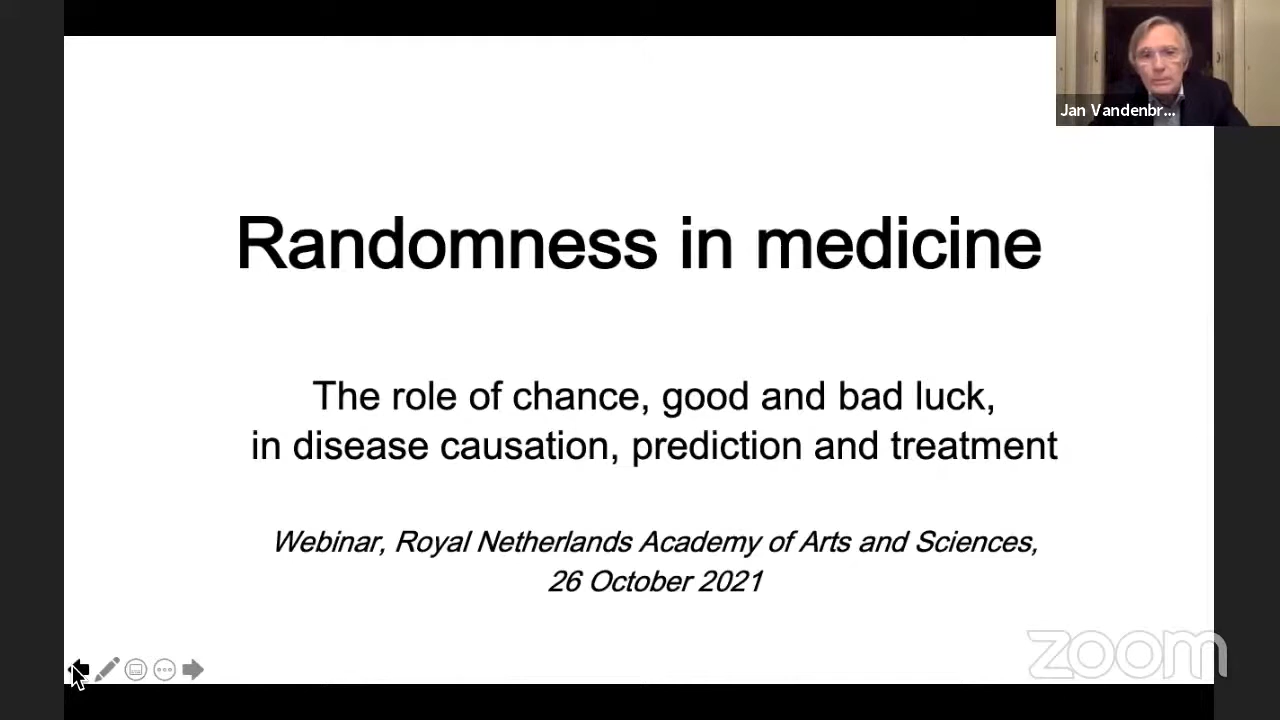 Jan Vandenbr...
Randomness in medicine
The role of chance, good and bad luck,
in disease causation, prediction and treatment
Webinar, Royal Netherlands Academy of Arts and Sciences,
26 October 2021
zoom